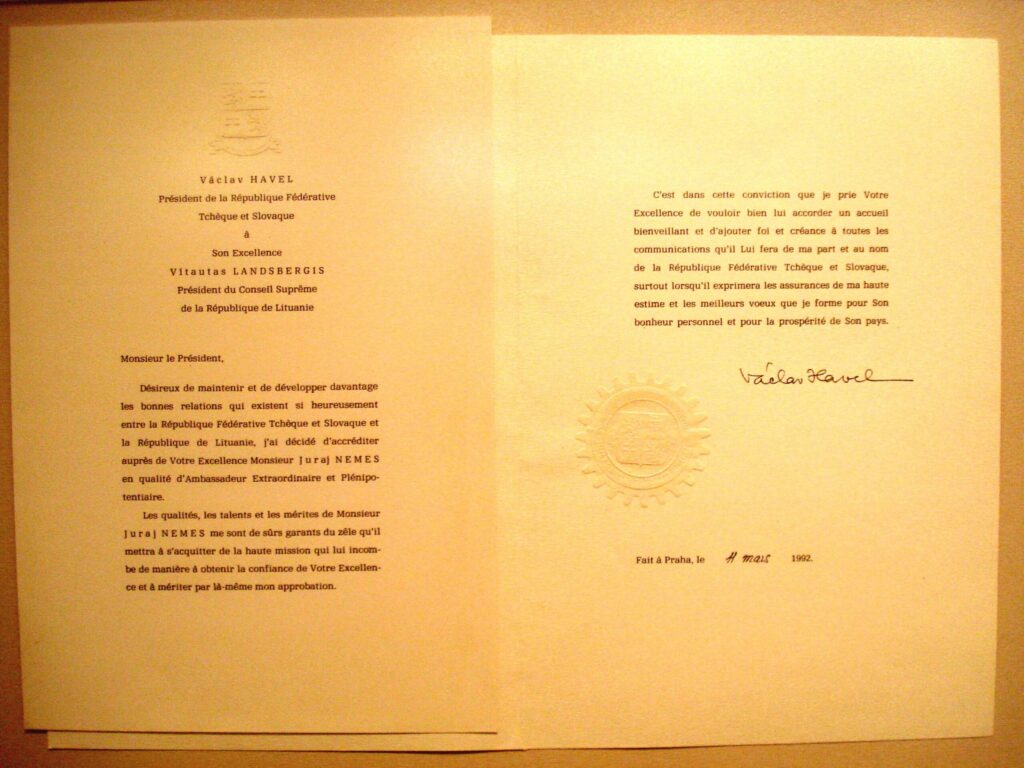 Václav HAVEL
Président de la République Fédérative
Tchèque et Slovaque
à
Son Excellence
Vitautas LANDSBERGIS
Président du Conseil Suprême
de la République de Lituanie
Monsieur le Président,
Désireux de maintenir et de développer davantage
les bonnes relations qui existent si heureusement
entre la République Fédérative Tchèque et Slovaque et
la République de Lituanie, j'ai décidé d'accréditer
auprès de Votre Excellence Monsieur Juraj NEMES
en qualité d'Ambassadeur Extraordinaire et Plénipo-
tentiaire.
Les qualités, les talents et les mérites de Monsieur
Juraj NEMES me sont de sûrs garants du zèle qu'il
mettra à s'acquitter de la haute mission qui lui incom-
be de manière à obtenir la confiance de Votre Excellen-
ce et à mériter par là-même mon approbation.
C'est dans cette conviction que je prie Votre
Excellence de vouloir bien lui accorder un accueil
bienveillant et d'ajouter foi et créance à toutes les
communications qu'il Lui fera de ma part et au nom
de la République Fédérative Tchèque et Slovaque,
surtout lorsqu'il exprimera les assurances de ma haute
estime et les meilleurs voeux que je forme pour Son
bonheur personnel et pour la prospérité de Son pays.
Václav Havel
Fait à Praha, le 11 mars 1992.